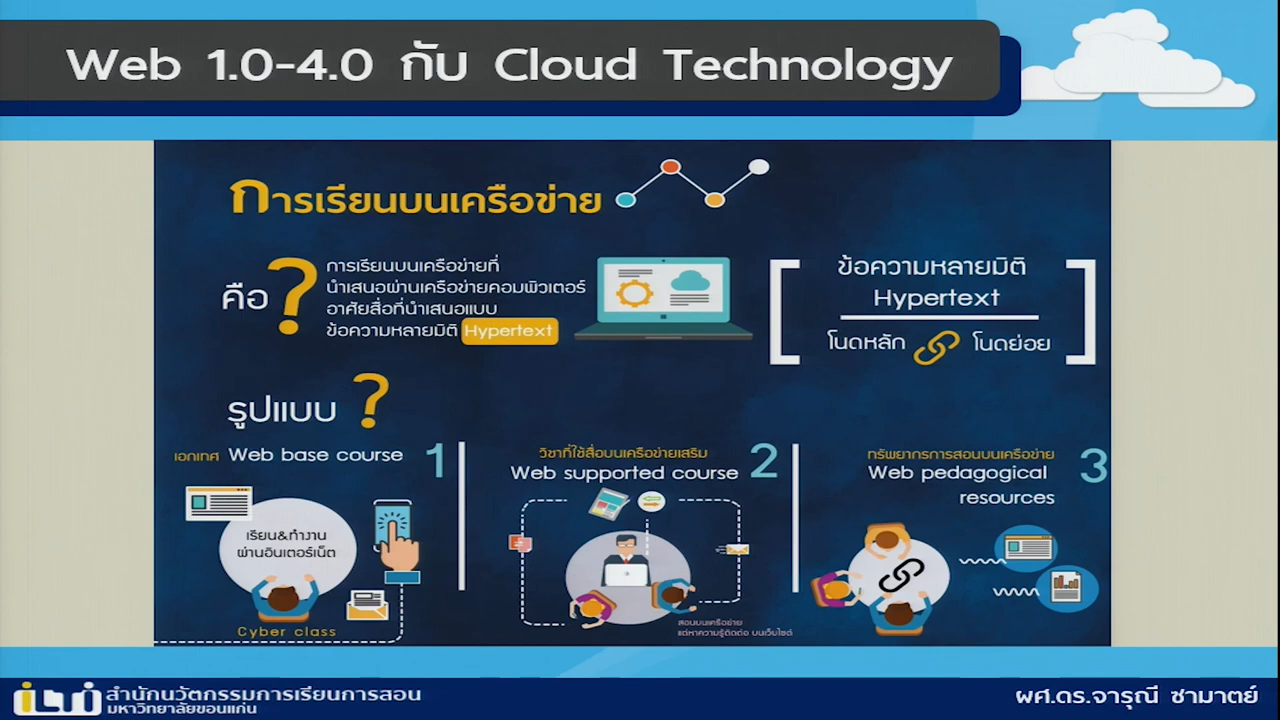 Web 1.0-4.0 กับ Cloud Technology
การเรียนบนเครือข่าย
คือ ?
การเรียนบนเครือข่ายที่
นำเสนอผ่านเครือข่ายคอมพิวเตอร์
อาศัยสื่อที่นำเสนอแบบ
ข้อความหลายมิติ Hypertext
ข้อความหลายมิติ
Hypertext
โนดหลัก โนดย่อย
รูปแบบ ?
เอกเทศ Web base course 1
เรียน&ทำงาน
ผ่านอินเตอร์เน็ต
Cyber class
วิชาที่ใช้สื่อบนเครือข่ายเสริม
Web supported course 2
สอนบนเครือข่าย
แต่หาความรู้ติดต่อ บนเว็บไซต์
ทรัพยากรการสอนบนเครือข่าย
Web pedagogical 3
resources
สำนักนวัตกรรมการเรียนการสอน
มหาวิทยาลัยขอนแก่น
ผศ.ดร.จารุณี ซามาตย์